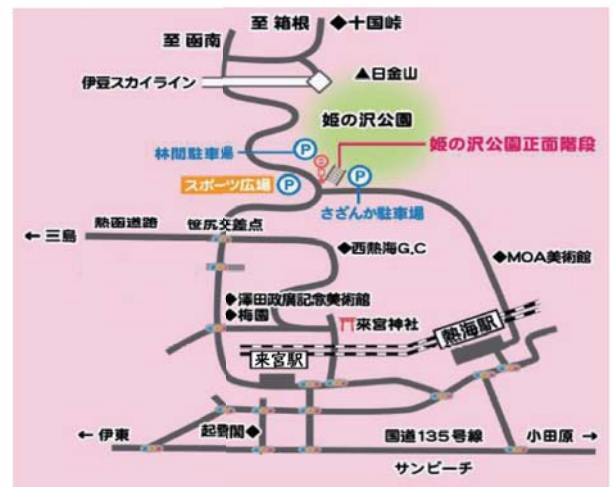 至 箱根 ◆十国峠
至 函南
伊豆スカイライン
▲日金山
姫の沢公園
林間駐車場
P
姫の沢公園正面階段
スポーツ広場
P
P
さざんか駐車場
熱函道路
笹尻交差点
← 三島
◆西熱海G.C
◆MOA美術館
◆澤田政廣記念美術館
◆梅園
来宮神社
熱海駅
来宮駅
← 伊東
起雲閣◆
国道135号線
小田原 →
サンビーチ